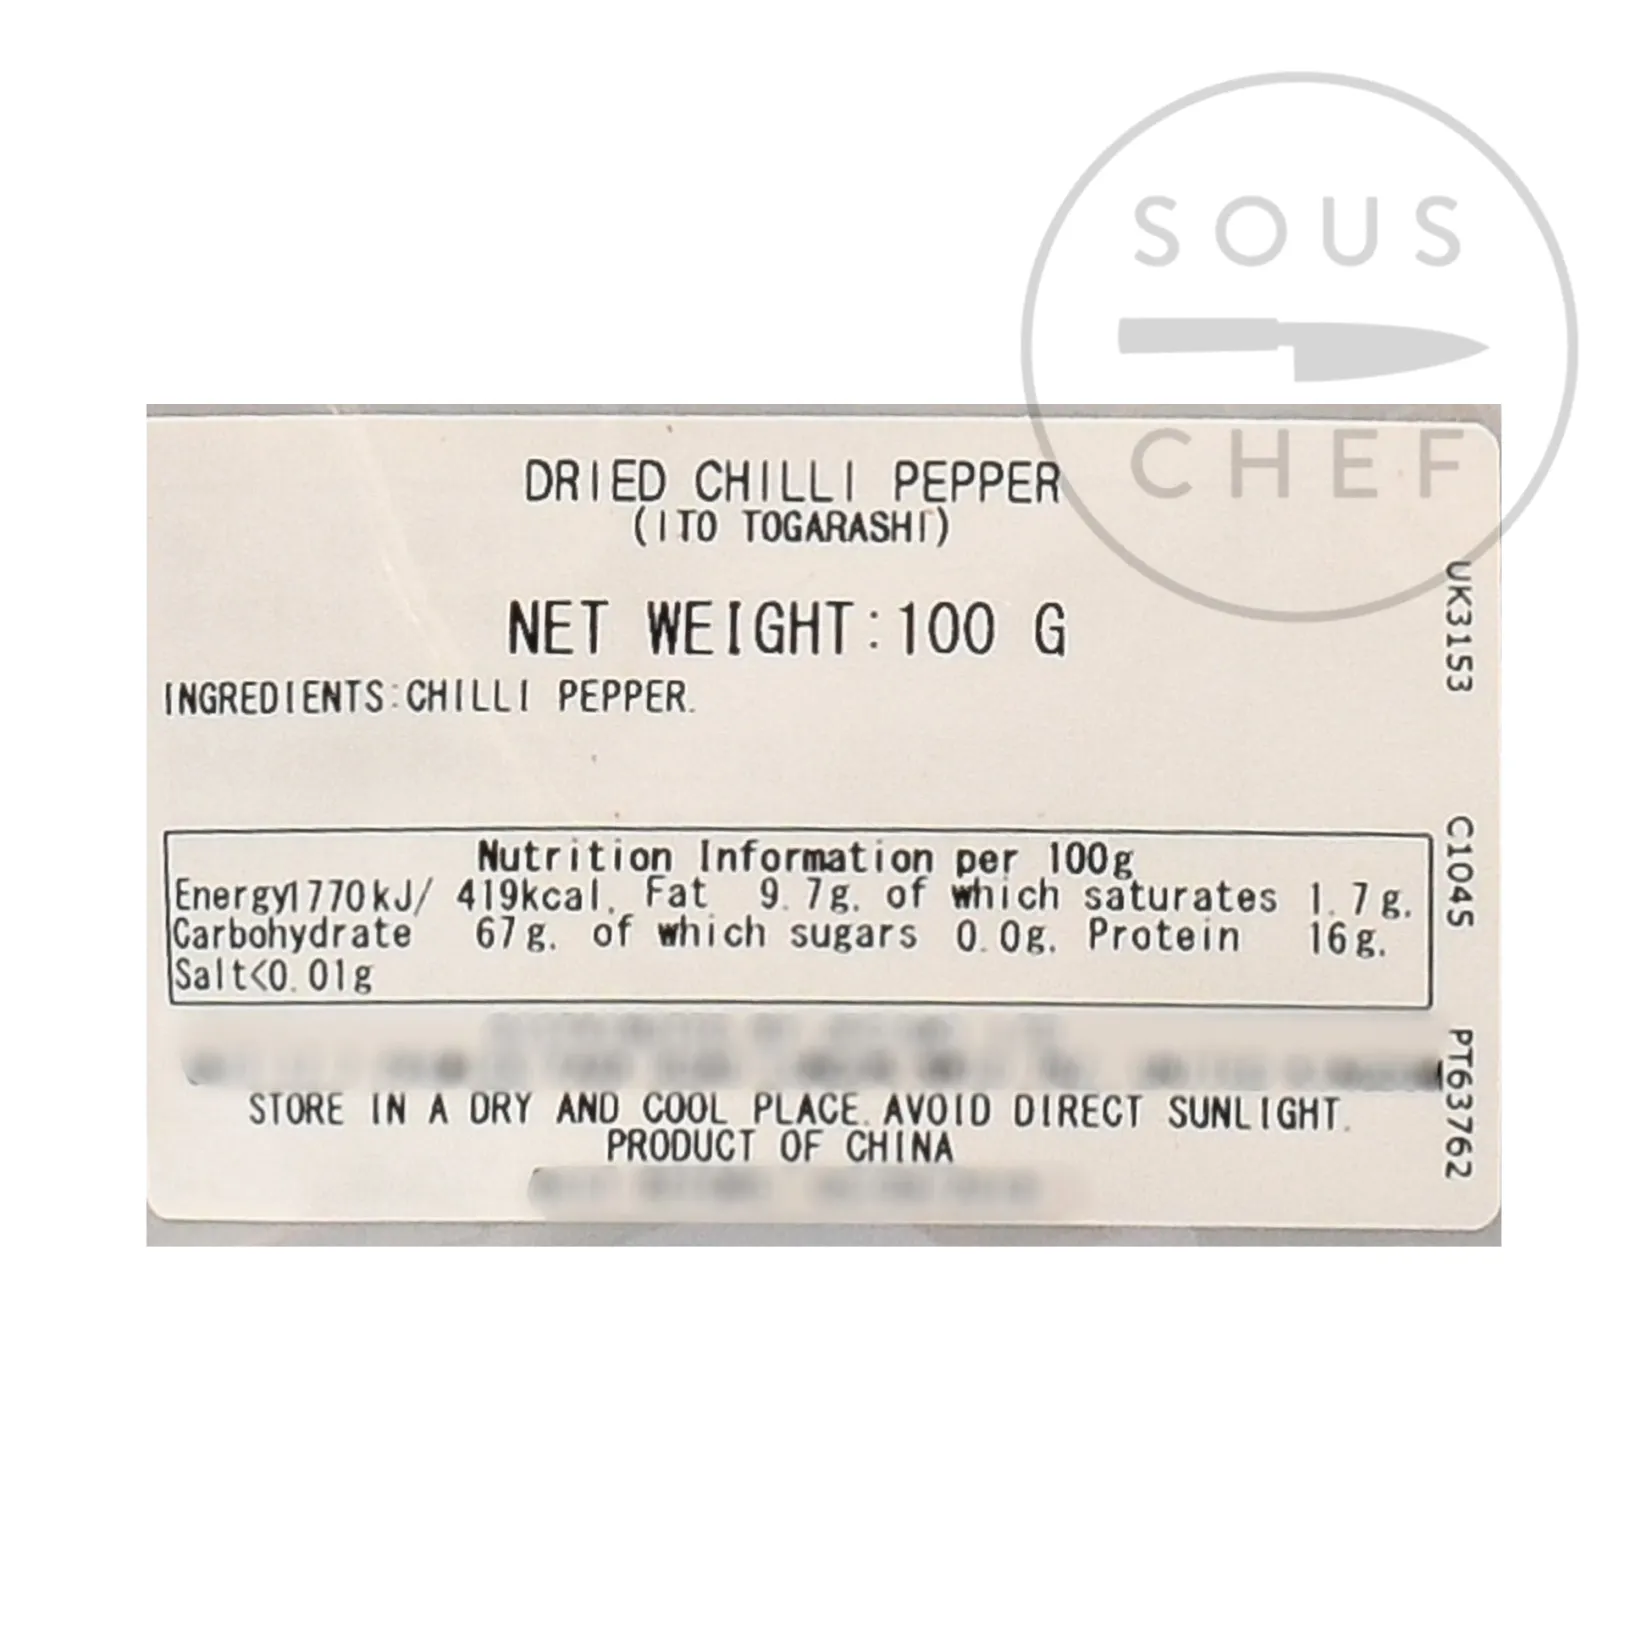 SOUS
CHEF
DRIED CHILLI PEPPER
(ITO TOGARASHI)
NET WEIGHT:100 G
INGREDIENTS:CHILLI PEPPER.
Nutrition Information per 100g
Energy1770kJ/ 419kcal. Fat 9.7g. of which saturates 1.7g.
Carbohydrate 67g. of which sugars 0.0g. Protein 16g.
Salt<0.01g
STORE IN A DRY AND COOL PLACE.AVOID DIRECT SUNLIGHT.
PRODUCT OF CHINA
UK3153
C1045
PT63762